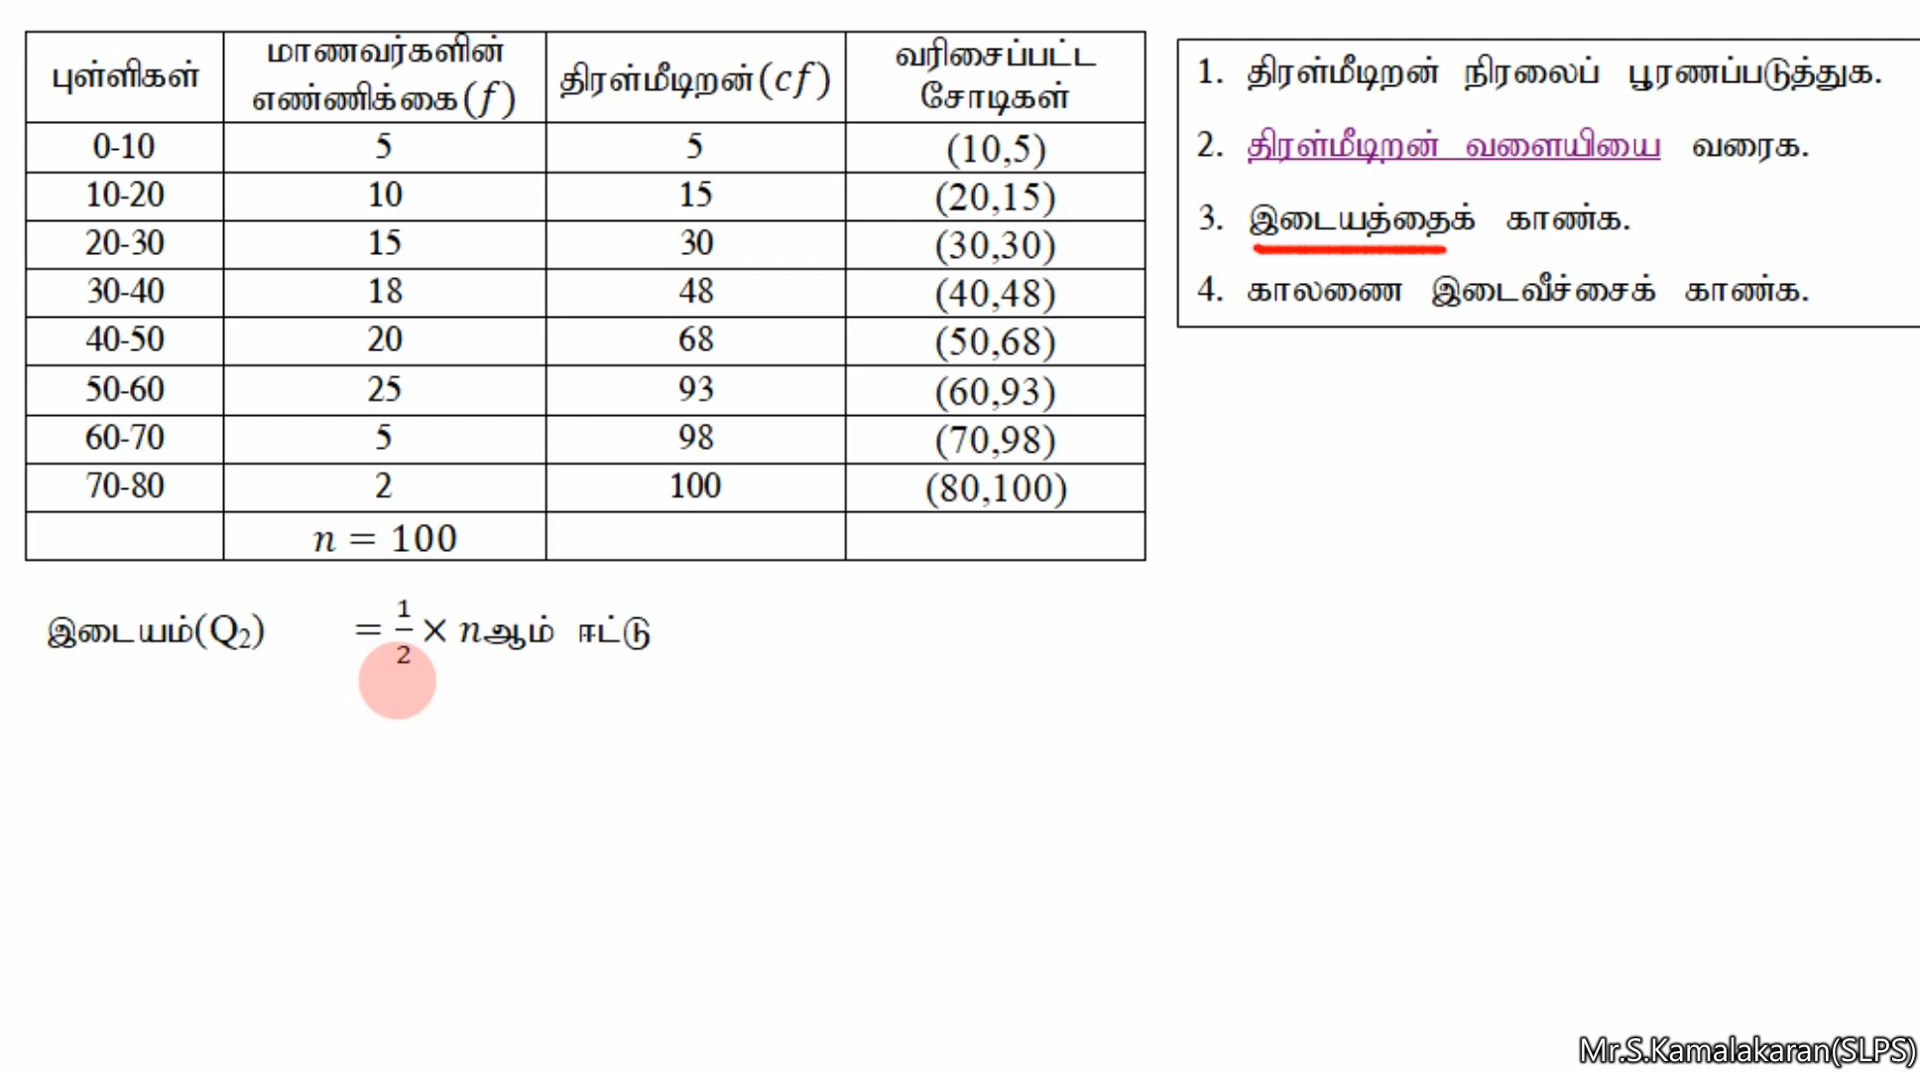 புள்ளிகள் மாணவர்களின் எண்ணிக்கை(f) திரள்மீடிறன்(cf) வரிசைப்பட்ட சோடிகள்
0-10 5 5 (10,5)
10-20 10 15 (20,15)
20-30 15 30 (30,30)
30-40 18 48 (40,48)
40-50 20 68 (50,68)
50-60 25 93 (60,93)
60-70 5 98 (70,98)
70-80 2 100 (80,100)
n = 100
1. திரள்மீடிறன் நிரலைப் பூரணப்படுத்துக.
2. திரள்மீடிறன் வளையியை வரைக.
3. இடையத்தைக் காண்க.
4. காலணை இடைவீச்சைக் காண்க.
இடையம்(Q₂) = 1/2 × nஆம் ஈட்டு
Mr.S.Kamalakaran(SLPS)